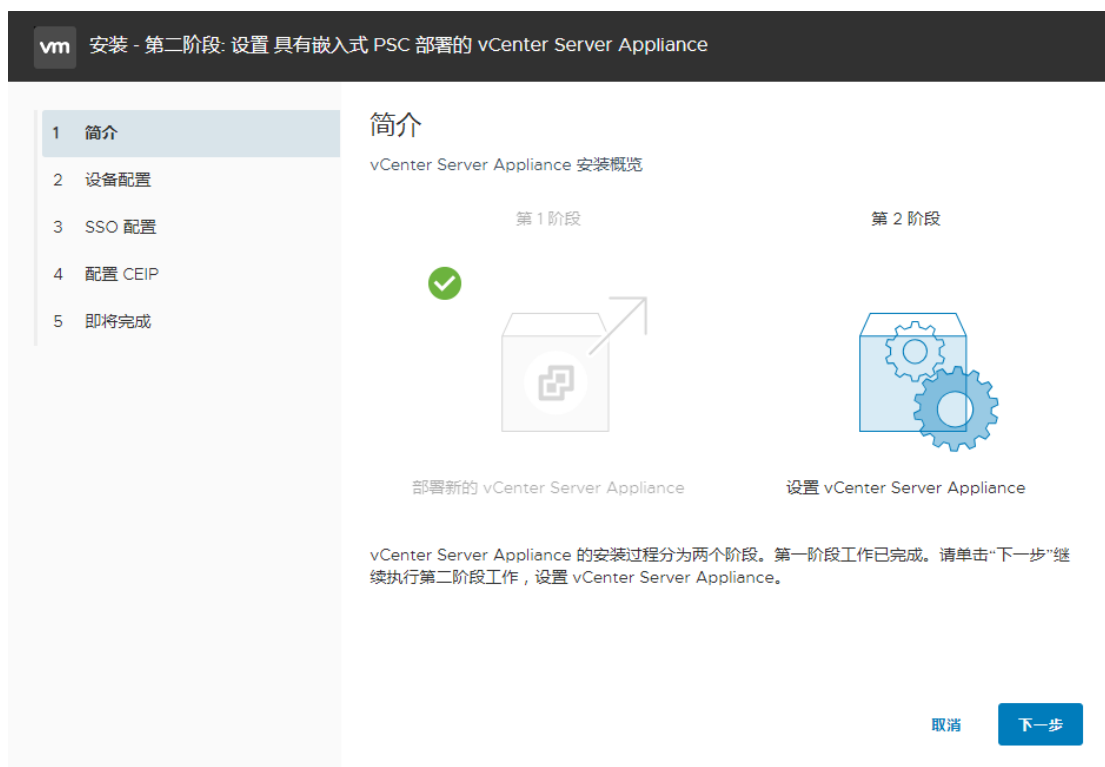 vm 安装 - 第二阶段: 设置 具有嵌入式 PSC 部署的 vCenter Server Appliance
1 简介
2 设备配置
3 SSO 配置
4 配置 CEIP
5 即将完成
简介
vCenter Server Appliance 安装概览
第 1 阶段
第 2 阶段
部署新的 vCenter Server Appliance
设置 vCenter Server Appliance
vCenter Server Appliance 的安装过程分为两个阶段。第一阶段工作已完成。请单击“下一步”继
续执行第二阶段工作，设置 vCenter Server Appliance。
取消
下一步